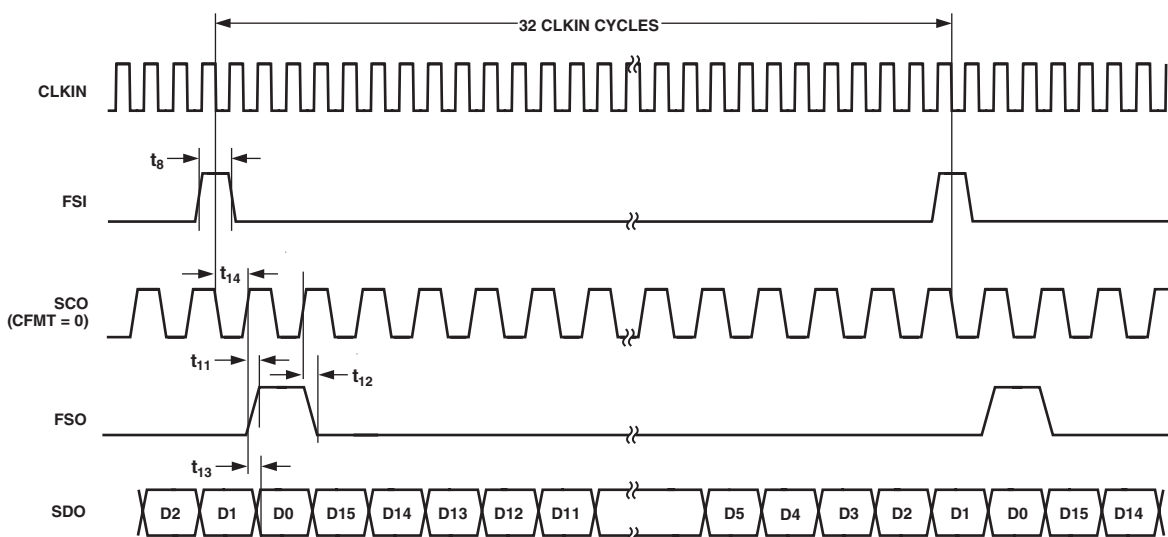 32 CLKIN CYCLES
CLKIN
t8
FSI
t14
SCO
(CFMT = 0)
t11
t12
FSO
t13
SDO
D2 D1 D0 D15 D14 D13 D12 D11 D5 D4 D3 D2 D1 D0 D15 D14